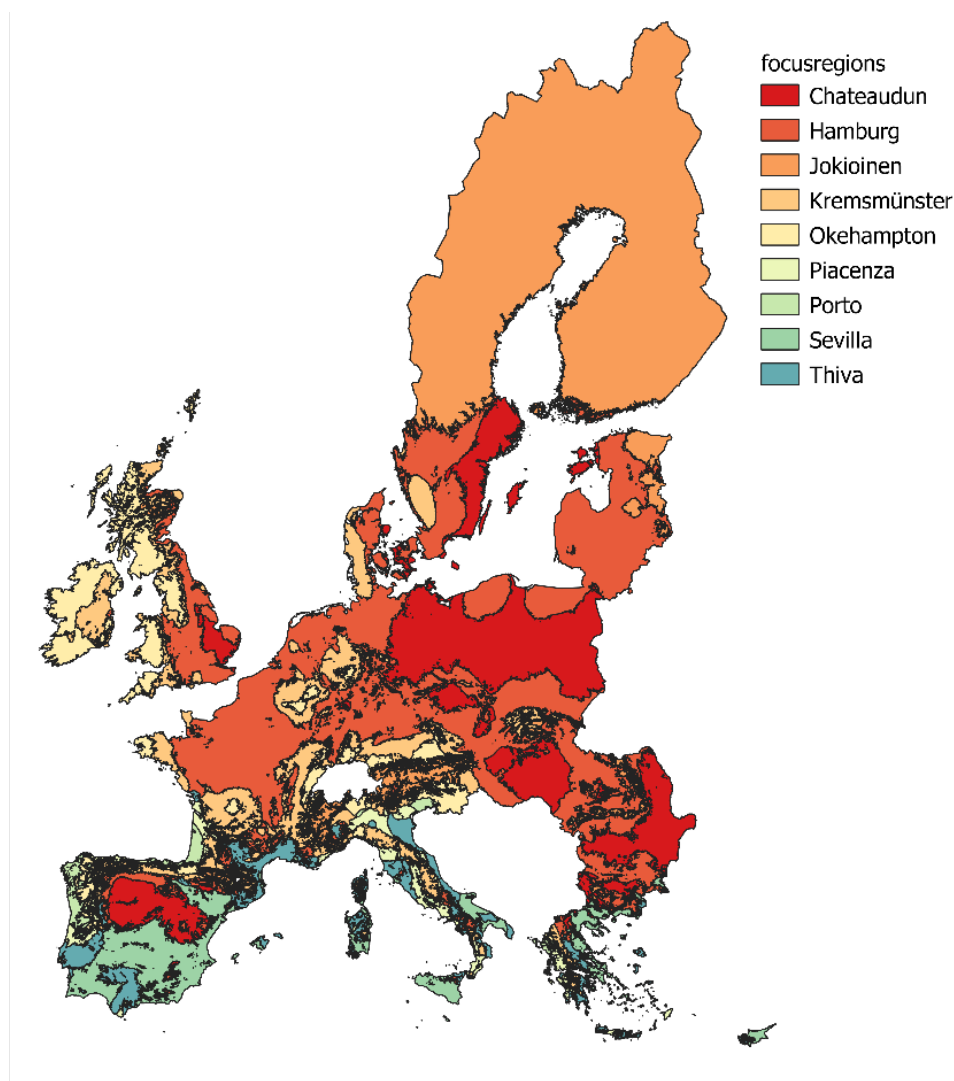 focusregions
Chateaudun
Hamburg
Jokioinen
Kremsmünster
Okehampton
Piacenza
Porto
Sevilla
Thiva